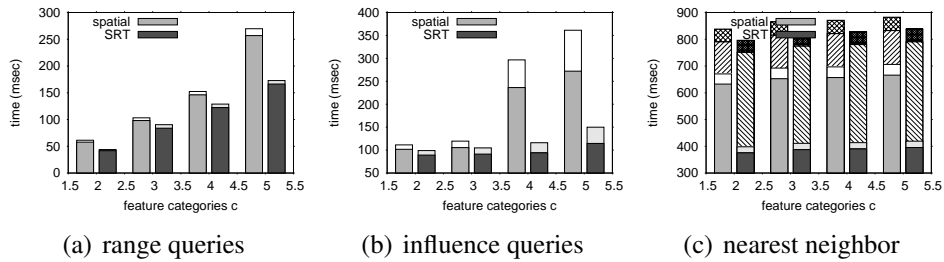 300
250
200
150
100
50
0
time (msec)
spatial
SRT
1.5 2 2.5 3 3.5 4 4.5 5 5.5
feature categories c
(a) range queries
400
350
300
250
200
150
100
50
time (msec)
spatial
SRT
1.5 2 2.5 3 3.5 4 4.5 5 5.5
feature categories c
(b) influence queries
900
800
700
600
500
400
300
time (msec)
spatial
SRT
1.5 2 2.5 3 3.5 4 4.5 5 5.5
feature categories c
(c) nearest neighbor